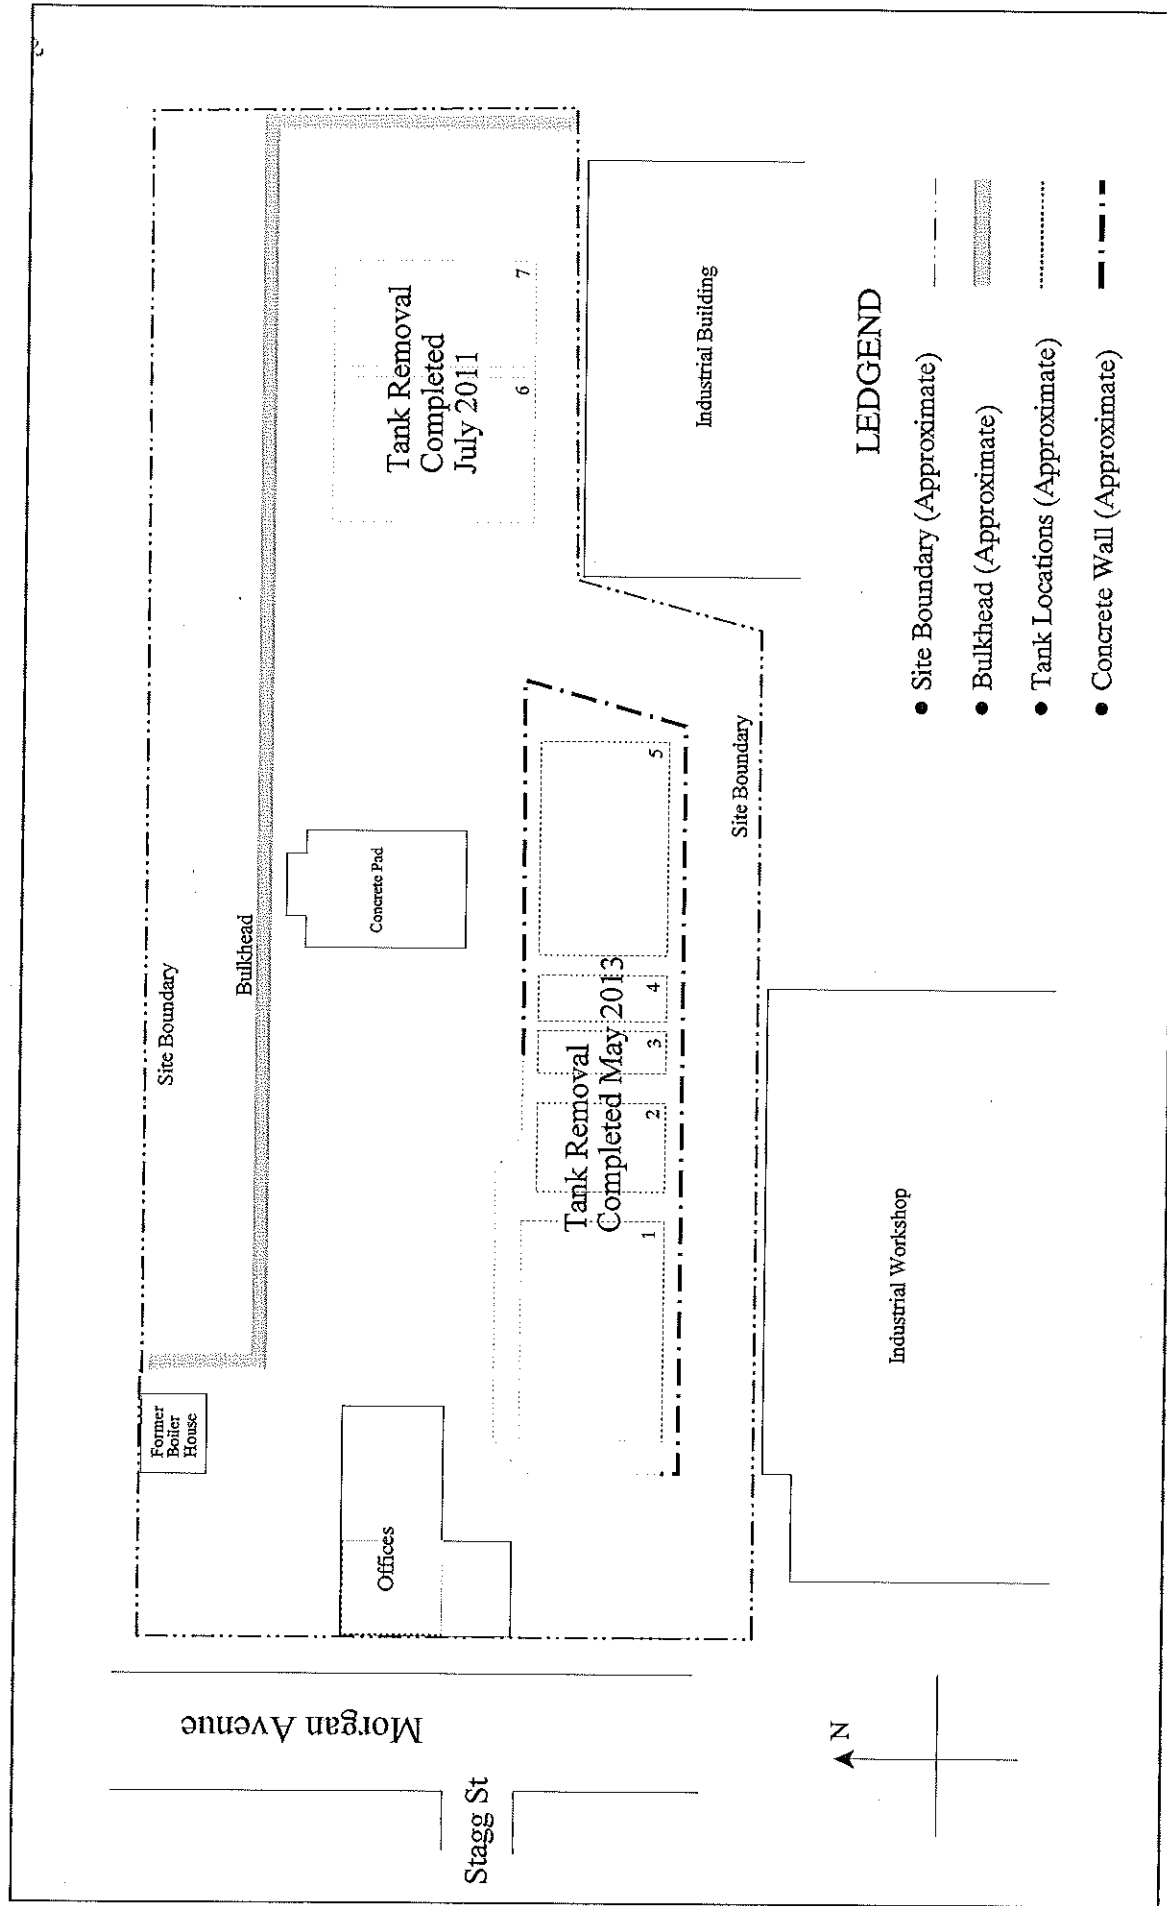 Site Boundary
Bulkhead
Former
Boiler
House
Offices
Concrete Pad
Tank Removal
Completed
July 2011
6
7
Tank Removal
Completed May 2013
1
2
3
4
5
Site Boundary
Industrial Building
Industrial Workshop
Morgan Avenue
Stagg St
N
LEDGEND
● Site Boundary (Approximate)
● Bulkhead (Approximate)
● Tank Locations (Approximate)
● Concrete Wall (Approximate)